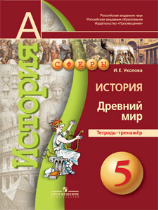 Российская академия наук
Российская академия образования
Издательство «Просвещение»
А
История
СФЕРЫ
И. Е. Уколова
ИСТОРИЯ
Древний
мир
Тетрадь-тренажёр
5